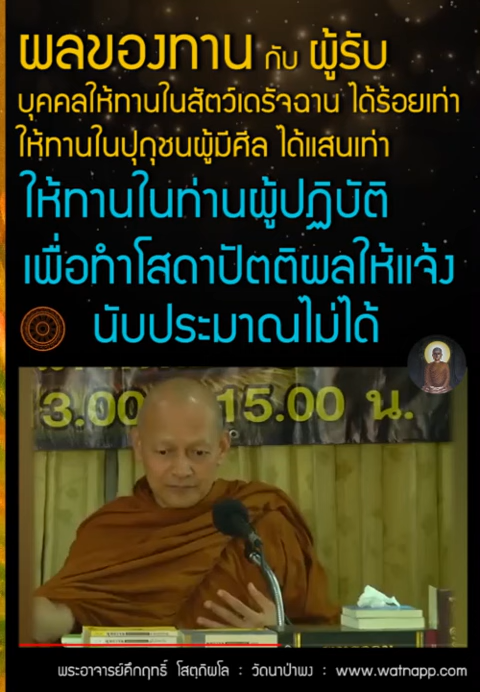 ผลของทาน กับ ผู้รับ
บุคคลให้ทานในสัตว์เดรัจฉาน ได้ร้อยเท่า
ให้ทานในปุถุชนผู้มีศีล ได้แสนเท่า
ให้ทานในท่านผู้ปฏิบัติ
เพื่อทำโสดาปัตติผลให้แจ้ง
นับประมาณไม่ได้
3.00
15.00 น.
พระอาจารย์คึกฤทธิ์ โสตฺถิผโล : วัดนาป่าพง : www.watnapp.com